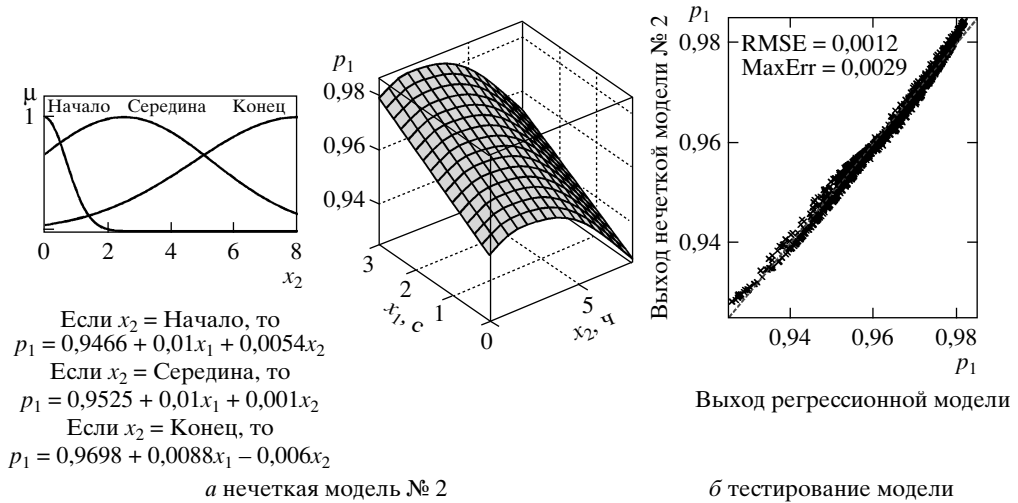 μ
1
Начало Середина Конец
0 2 4 6 8
x₂
Если x₂ = Начало, то
p₁ = 0,9466 + 0,01x₁ + 0,0054x₂
Если x₂ = Середина, то
p₁ = 0,9525 + 0,01x₁ + 0,001x₂
Если x₂ = Конец, то
p₁ = 0,9698 + 0,0088x₁ – 0,006x₂
p₁
0,98
0,96
0,94
3
2
1
0
5
x₁, с
x₂, ч
а нечеткая модель № 2
Выход нечеткой модели № 2
p₁
0,98
0,96
0,94
RMSE = 0,0012
MaxErr = 0,0029
0,94 0,96 0,98
p₁
Выход регрессионной модели
б тестирование модели